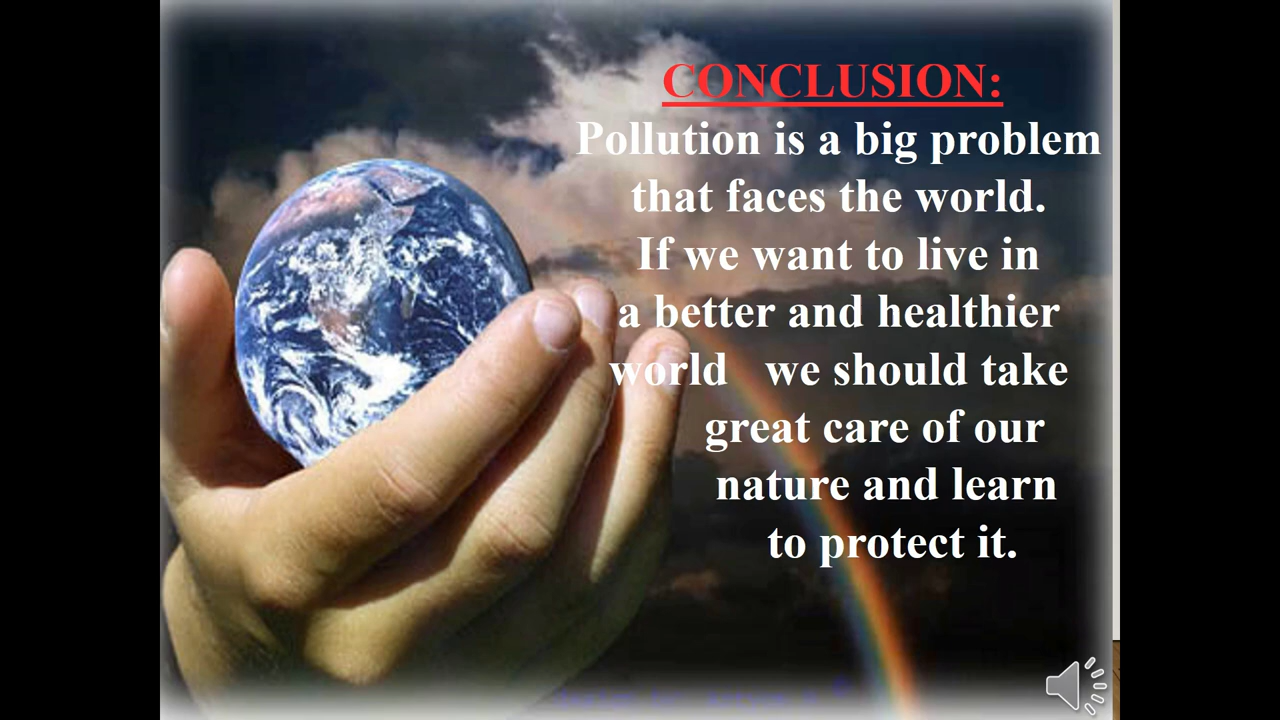 CONCLUSION:
Pollution is a big problem
that faces the world.
If we want to live in
a better and healthier
world we should take
great care of our
nature and learn
to protect it.